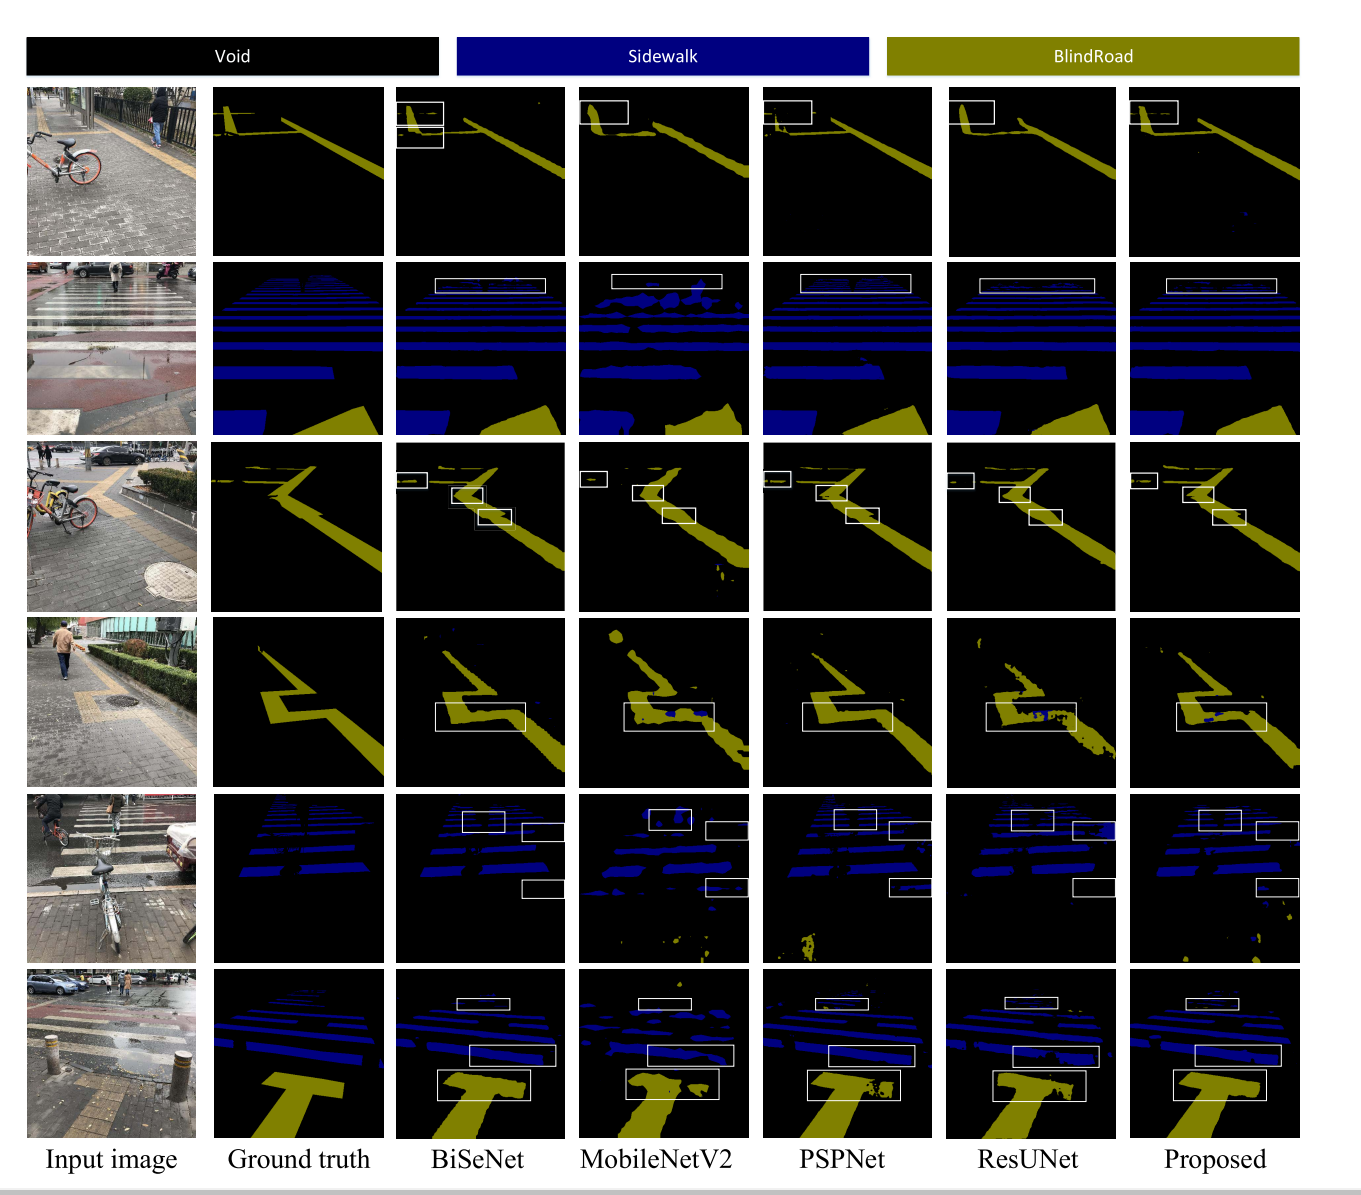 Void Sidewalk BlindRoad
Input image Ground truth BiSeNet MobileNetV2 PSPNet ResUNet Proposed